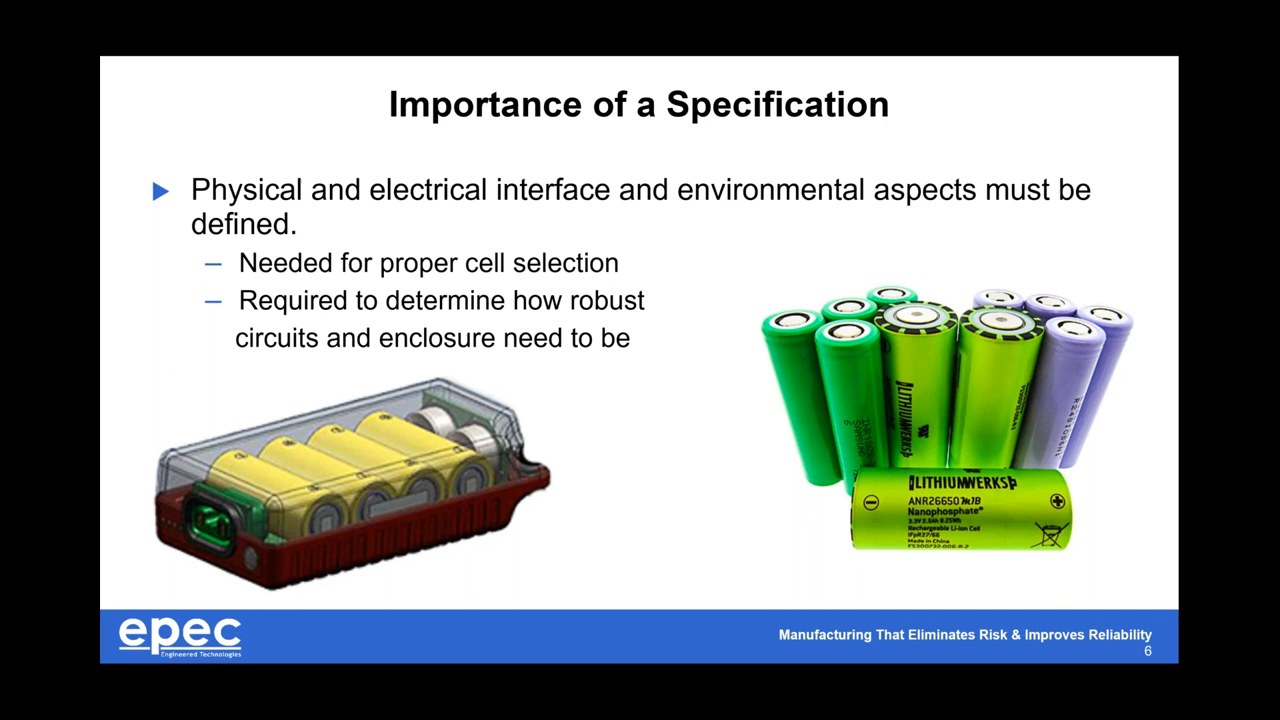 Importance of a Specification
Physical and electrical interface and environmental aspects must be
defined.
– Needed for proper cell selection
– Required to determine how robust
circuits and enclosure need to be
LITHIUMWERKS
LITHIUMWERKS
ANR26650M1B
Nanophosphate®
3.3V 2.5Ah 8.25Wh
Rechargeable Li-ion Cell
IFpR27/66
Made in China
epec
Engineered Technologies
Manufacturing That Eliminates Risk & Improves Reliability
6